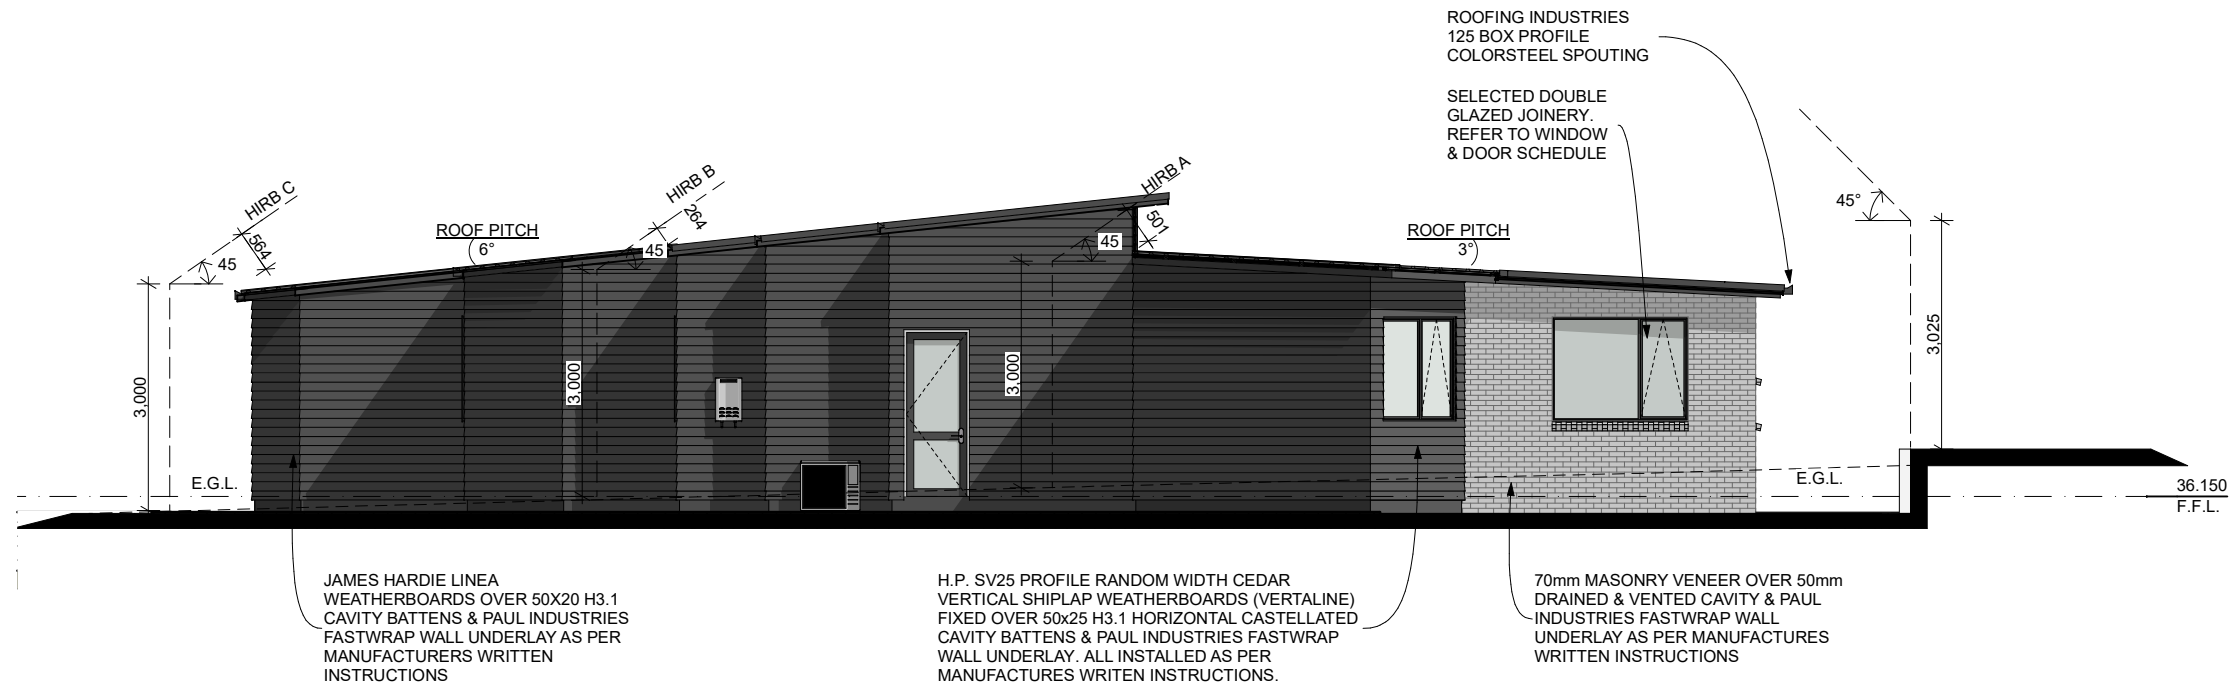 ROOFING INDUSTRIES
125 BOX PROFILE
COLORSTEEL SPOUTING
SELECTED DOUBLE
GLAZED JOINERY.
REFER TO WINDOW
& DOOR SCHEDULE
HIRB C
564
45
ROOF PITCH
6°
HIRB B
264
45
HIRB A
501
45
ROOF PITCH
3°
45°
3,025
3,000
3,000
3,000
E.G.L.
E.G.L.
36.150
F.F.L.
JAMES HARDIE LINEA
WEATHERBOARDS OVER 50X20 H3.1
CAVITY BATTENS & PAUL INDUSTRIES
FASTWRAP WALL UNDERLAY AS PER
MANUFACTURERS WRITTEN
INSTRUCTIONS
H.P. SV25 PROFILE RANDOM WIDTH CEDAR
VERTICAL SHIPLAP WEATHERBOARDS (VERTALINE)
FIXED OVER 50x25 H3.1 HORIZONTAL CASTELLATED
CAVITY BATTENS & PAUL INDUSTRIES FASTWRAP
WALL UNDERLAY. ALL INSTALLED AS PER
MANUFACTURES WRITEN INSTRUCTIONS.
70mm MASONRY VENEER OVER 50mm
DRAINED & VENTED CAVITY & PAUL
INDUSTRIES FASTWRAP WALL
UNDERLAY AS PER MANUFACTURES
WRITTEN INSTRUCTIONS